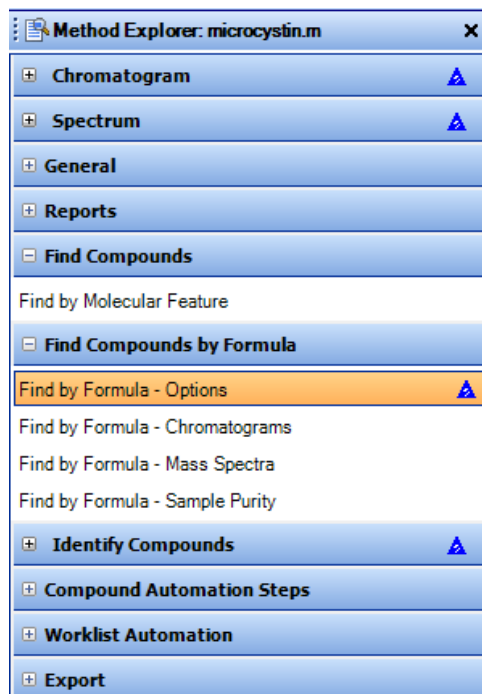 Method Explorer: microcystin.m
Chromatogram
Spectrum
General
Reports
Find Compounds
Find by Molecular Feature
Find Compounds by Formula
Find by Formula - Options
Find by Formula - Chromatograms
Find by Formula - Mass Spectra
Find by Formula - Sample Purity
Identify Compounds
Compound Automation Steps
Worklist Automation
Export